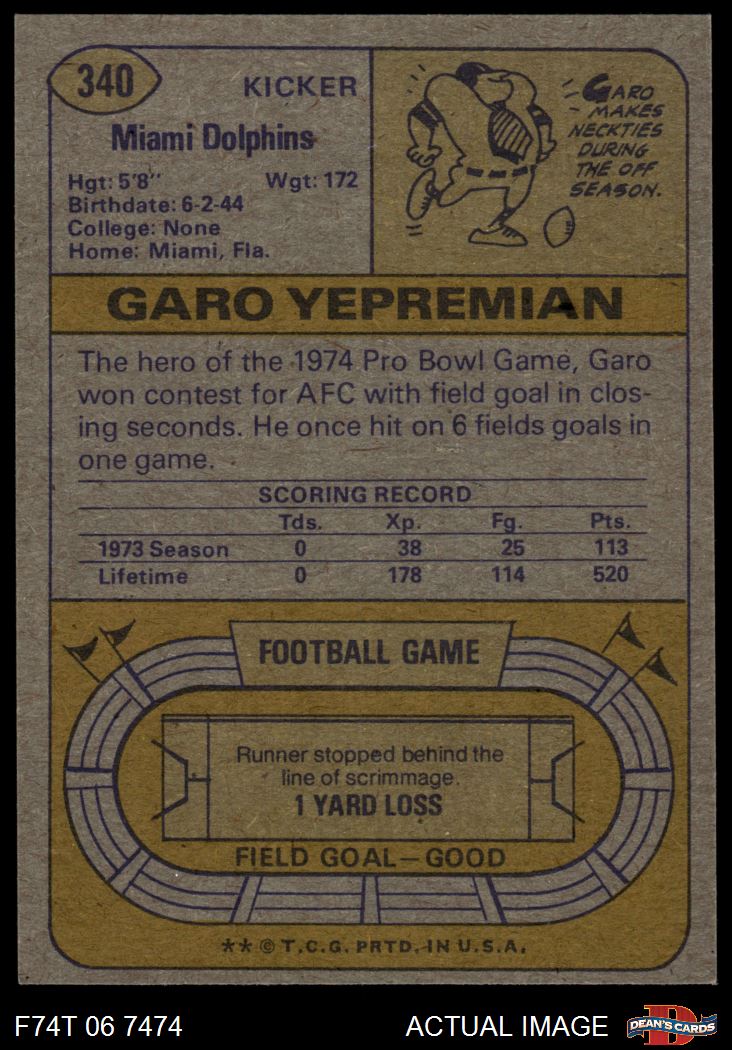 340
KICKER
Miami Dolphins
Hgt: 5'8" Wgt: 172
Birthdate: 6-2-44
College: None
Home: Miami, Fla.
GARO
MAKES
NECKTIES
DURING
THE OFF
SEASON.
GARO YEPREMIAN
The hero of the 1974 Pro Bowl Game, Garo
won contest for AFC with field goal in clos-
ing seconds. He once hit on 6 fields goals in
one game.
SCORING RECORD
Tds. Xp. Fg. Pts.
1973 Season 0 38 25 113
Lifetime 0 178 114 520
FOOTBALL GAME
Runner stopped behind the
line of scrimmage.
1 YARD LOSS
FIELD GOAL—GOOD
** © T.C.G. PRTD. IN U.S.A.
F74T 06 7474 ACTUAL IMAGE
D
DEAN'S CARDS